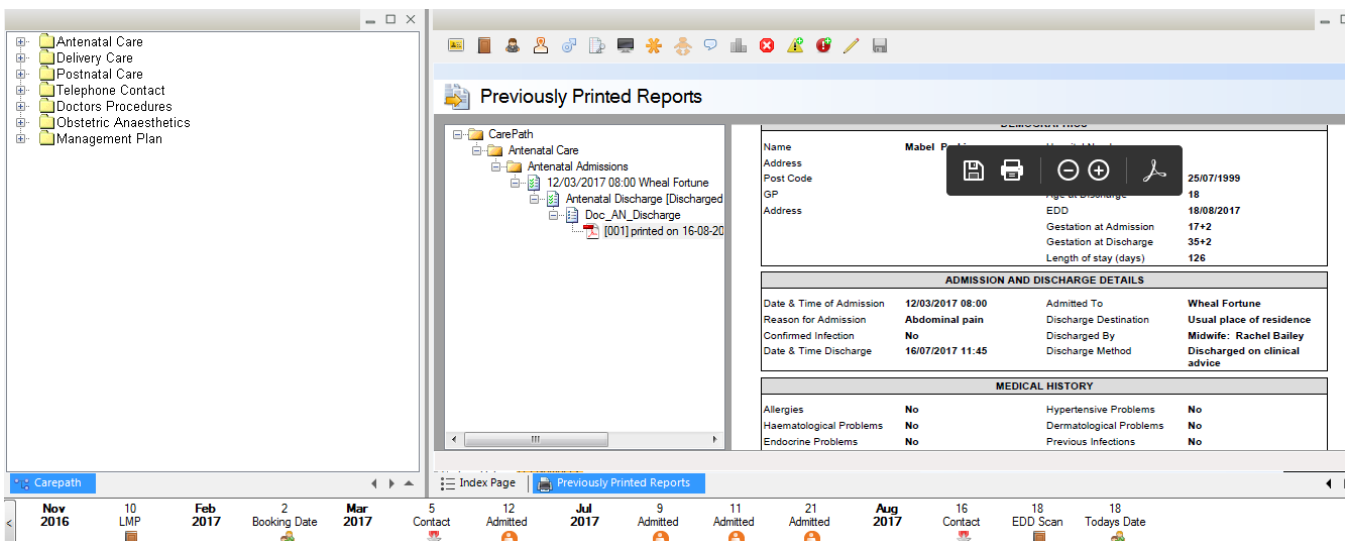 Antenatal Care
Delivery Care
Postnatal Care
Telephone Contact
Doctors Procedures
Obstetric Anaesthetics
Management Plan
Carepath
Previously Printed Reports
CarePath
Antenatal Care
Antenatal Admissions
12/03/2017 08:00 Wheal Fortune
Antenatal Discharge [Discharged
Doc_AN_Discharge
[001] printed on 16-08-20
Name Mabel
Address
Post Code 25/07/1999
GP 18
Address EDD 18/08/2017
Gestation at Admission 17+2
Gestation at Discharge 35+2
Length of stay (days) 126
ADMISSION AND DISCHARGE DETAILS
Date & Time of Admission 12/03/2017 08:00 Admitted To Wheal Fortune
Reason for Admission Abdominal pain Discharge Destination Usual place of residence
Confirmed Infection No Discharged By Midwife: Rachel Bailey
Date & Time Discharge 16/07/2017 11:45 Discharge Method Discharged on clinical
advice
MEDICAL HISTORY
Allergies No Hypertensive Problems No
Haematological Problems No Dermatological Problems No
Endocrine Problems No Previous Infections No
Index Page Previously Printed Reports
Nov 10 Feb 2 Mar 5 12 Jul 9 11 21 Aug 16 18 18
2016 LMP 2017 Booking Date 2017 Contact Admitted 2017 Admitted Admitted Admitted 2017 Contact EDD Scan Todays Date